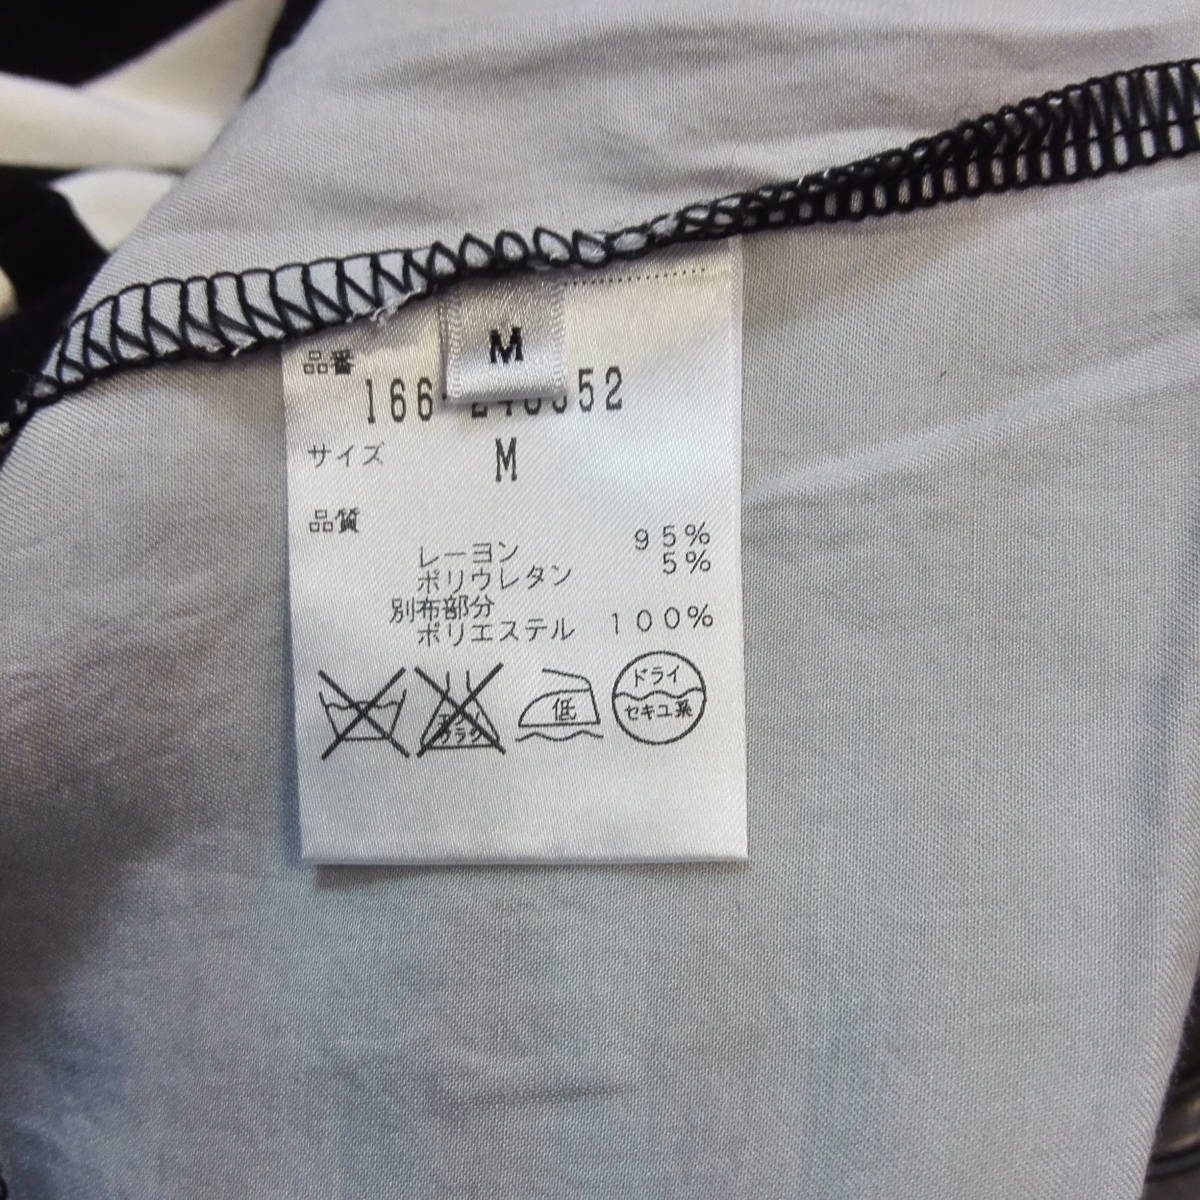 M
品番
166
52
サイズ M
品質
レーヨン 95%
ポリウレタン 5%
別布部分
ポリエステル 100%
低
ドライ
セキユ系